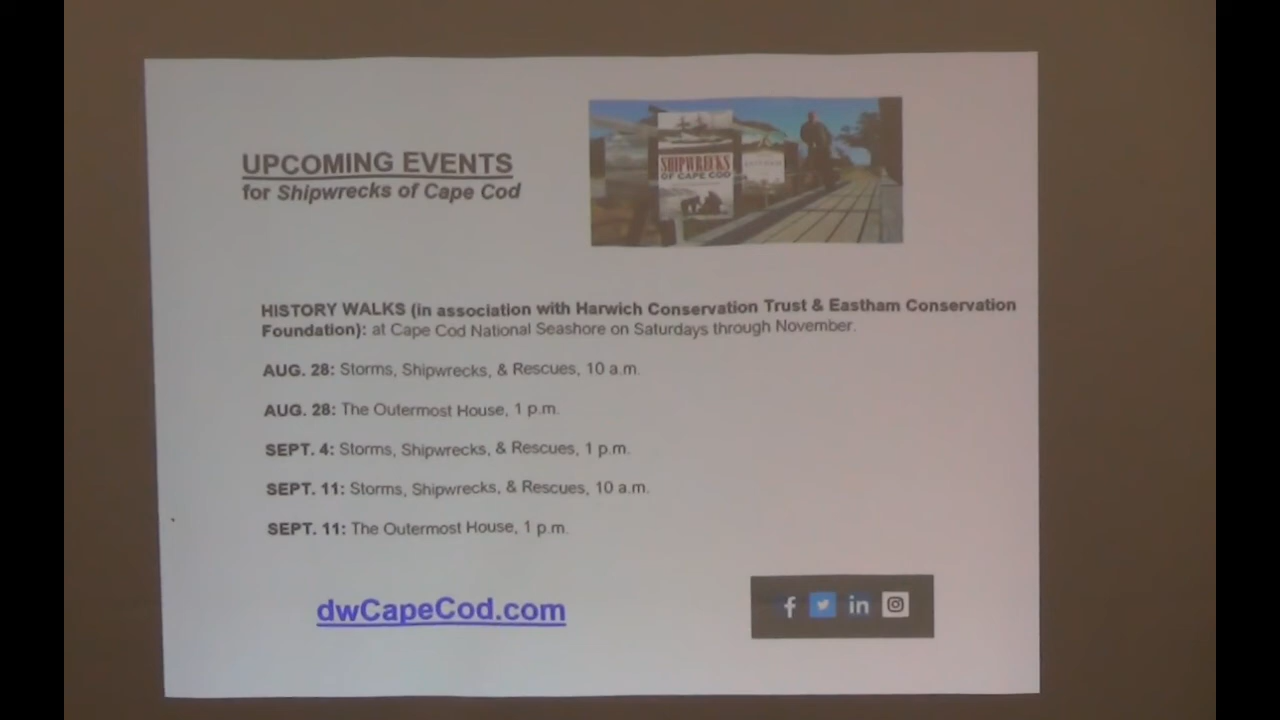 UPCOMING EVENTS
for Shipwrecks of Cape Cod
SHIPWRECKS
OF CAPE COD
HISTORY WALKS (in association with Harwich Conservation Trust & Eastham Conservation
Foundation): at Cape Cod National Seashore on Saturdays through November.
AUG. 28: Storms, Shipwrecks, & Rescues, 10 a.m.
AUG. 28: The Outermost House, 1 p.m.
SEPT. 4: Storms, Shipwrecks, & Rescues, 1 p.m.
SEPT. 11: Storms, Shipwrecks, & Rescues, 10 a.m.
SEPT. 11: The Outermost House, 1 p.m.
dwCapeCod.com
f in